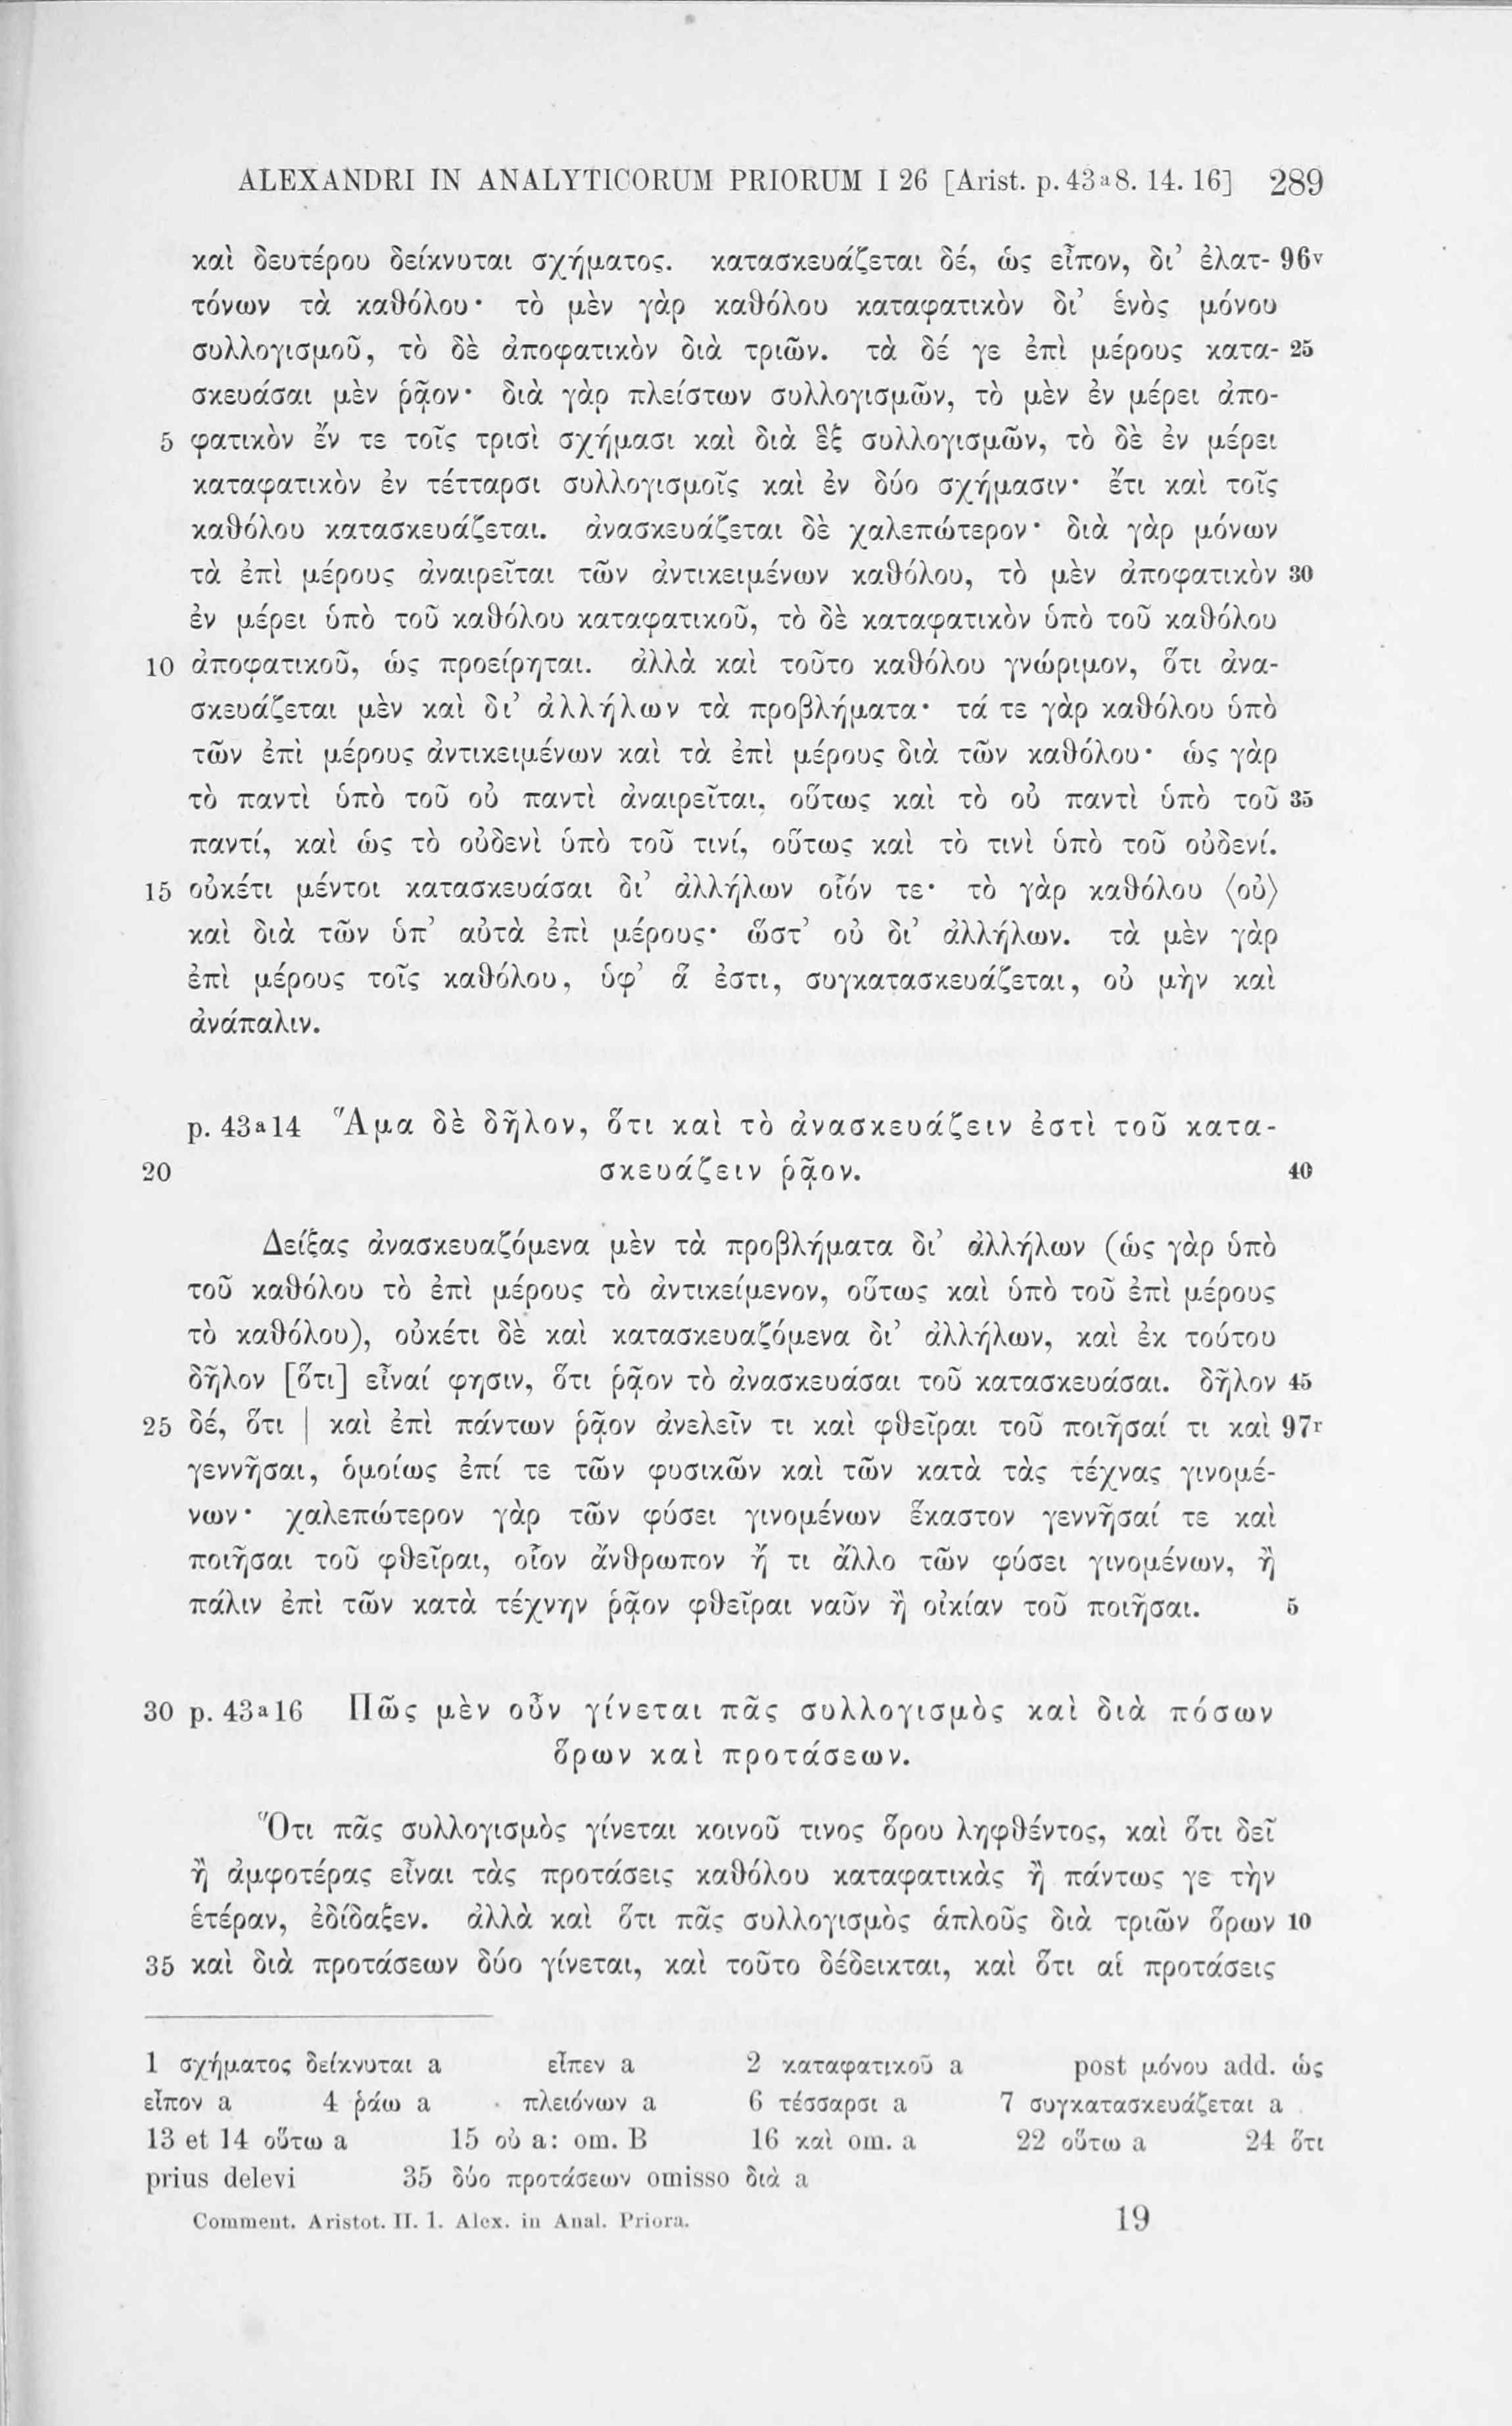 ALEXANDRI IN ANALYTICORUM PRIORUM I 26 [Arist. p. 43ª8. 14. 16] 289
καὶ δευτέρου δείκνυται σχήματος. κατασκευάζεται δέ, ὡς εἶπον, δι’ ἐλατ- 96ᵛ
τόνων τὰ καθόλου· τὸ μὲν γὰρ καθόλου καταφατικὸν δι’ ἑνὸς μόνου
συλλογισμοῦ, τὸ δὲ ἀποφατικὸν διὰ τριῶν. τὰ δέ γε ἐπὶ μέρους κατα- 25
σκευάσαι μὲν ῥᾷον· διὰ γὰρ πλείστων συλλογισμῶν, τὸ μὲν ἐν μέρει ἀπο-
5 φατικὸν ἔν τε τοῖς τρισὶ σχήμασι καὶ διὰ ἓξ συλλογισμῶν, τὸ δὲ ἐν μέρει
καταφατικὸν ἐν τέτταρσι συλλογισμοῖς καὶ ἐν δύο σχήμασιν· ἔτι καὶ τοῖς
καθόλου κατασκευάζεται. ἀνασκευάζεται δὲ χαλεπώτερον· διὰ γὰρ μόνων
τὰ ἐπὶ μέρους ἀναιρεῖται τῶν ἀντικειμένων καθόλου, τὸ μὲν ἀποφατικὸν 30
ἐν μέρει ὑπὸ τοῦ καθόλου καταφατικοῦ, τὸ δὲ καταφατικὸν ὑπὸ τοῦ καθόλου
10 ἀποφατικοῦ, ὡς προείρηται. ἀλλὰ καὶ τοῦτο καθόλου γνώριμον, ὅτι ἀνα-
σκευάζεται μὲν καὶ δι’ ἀλλήλων τὰ προβλήματα· τά τε γὰρ καθόλου ὑπὸ
τῶν ἐπὶ μέρους ἀντικειμένων καὶ τὰ ἐπὶ μέρους διὰ τῶν καθόλου· ὡς γὰρ
τὸ παντὶ ὑπὸ τοῦ οὐ παντὶ ἀναιρεῖται, οὕτως καὶ τὸ οὐ παντὶ ὑπὸ τοῦ 35
παντί, καὶ ὡς τὸ οὐδενὶ ὑπὸ τοῦ τινί, οὕτως καὶ τὸ τινὶ ὑπὸ τοῦ οὐδενί.
15 οὐκέτι μέντοι κατασκευάσαι δι’ ἀλλήλων οἷόν τε· τὸ γὰρ καθόλου ⟨οὐ⟩
καὶ διὰ τῶν ὑπ’ αὐτὰ ἐπὶ μέρους· ὥστ’ οὐ δι’ ἀλλήλων. τὰ μὲν γὰρ
ἐπὶ μέρους τοῖς καθόλου, ὑφ’ ἅ ἐστι, συγκατασκευάζεται, οὐ μὴν καὶ
ἀνάπαλιν.
p. 43ª14 Ἅμα δὲ δῆλον, ὅτι καὶ τὸ ἀνασκευάζειν ἐστὶ τοῦ κατα-
20 σκευάζειν ῥᾷον. 40
Δείξας ἀνασκευαζόμενα μὲν τὰ προβλήματα δι’ ἀλλήλων (ὡς γὰρ ὑπὸ
τοῦ καθόλου τὸ ἐπὶ μέρους τὸ ἀντικείμενον, οὕτως καὶ ὑπὸ τοῦ ἐπὶ μέρους
τὸ καθόλου), οὐκέτι δὲ καὶ κατασκευαζόμενα δι’ ἀλλήλων, καὶ ἐκ τούτου
δῆλον [ὅτι] εἶναί φησιν, ὅτι ῥᾷον τὸ ἀνασκευάσαι τοῦ κατασκευάσαι. δῆλον 45
25 δέ, ὅτι | καὶ ἐπὶ πάντων ῥᾷον ἀνελεῖν τι καὶ φθεῖραι τοῦ ποιῆσαί τι καὶ 97ʳ
γεννῆσαι, ὁμοίως ἐπί τε τῶν φυσικῶν καὶ τῶν κατὰ τὰς τέχνας γινομέ-
νων· χαλεπώτερον γὰρ τῶν φύσει γινομένων ἕκαστον γεννῆσαί τε καὶ
ποιῆσαι τοῦ φθεῖραι, οἷον ἄνθρωπον ἤ τι ἄλλο τῶν φύσει γινομένων, ἢ
πάλιν ἐπὶ τῶν κατὰ τέχνην ῥᾷον φθεῖραι ναῦν ἢ οἰκίαν τοῦ ποιῆσαι. 5
30 p. 43ª16 Πῶς μὲν οὖν γίνεται πᾶς συλλογισμὸς καὶ διὰ πόσων
ὅρων καὶ προτάσεων.
Ὅτι πᾶς συλλογισμὸς γίνεται κοινοῦ τινος ὅρου ληφθέντος, καὶ ὅτι δεῖ
ἢ ἀμφοτέρας εἶναι τὰς προτάσεις καθόλου καταφατικὰς ἢ πάντως γε τὴν
ἑτέραν, ἐδίδαξεν. ἀλλὰ καὶ ὅτι πᾶς συλλογισμὸς ἁπλοῦς διὰ τριῶν ὅρων 10
35 καὶ διὰ προτάσεων δύο γίνεται, καὶ τοῦτο δέδεικται, καὶ ὅτι αἱ προτάσεις
1 σχήματος δείκνυται a εἶπεν a 2 καταφατικοῦ a post μόνου add. ὡς
εἶπον a 4 ῥάω a πλειόνων a 6 τέσσαρσι a 7 συγκατασκευάζεται a
13 et 14 οὕτω a 15 οὐ a: om. B 16 καὶ om. a 22 οὕτω a 24 ὅτι
prius delevi 35 δύο προτάσεων omisso διὰ a
Comment. Aristot. II. 1. Alex. in Anal. Priora. 19